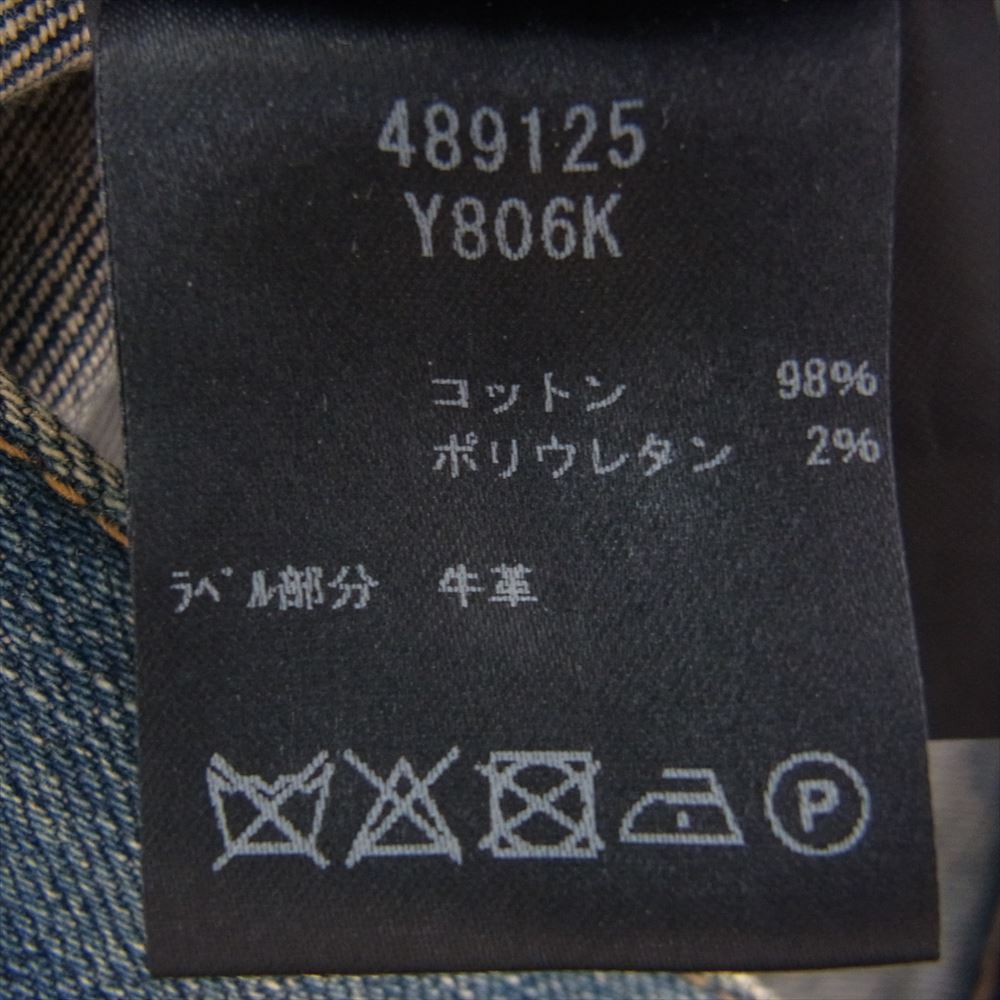 489125
Y806K
コットン 98%
ポリウレタン 2%
ﾗﾍﾞﾙ部分 牛革
P